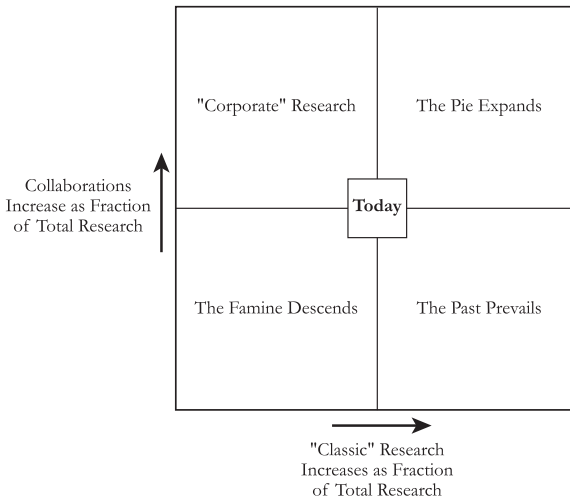 "Corporate" Research
The Pie Expands
Collaborations
Increase as Fraction
of Total Research
Today
The Famine Descends
The Past Prevails
"Classic" Research
Increases as Fraction
of Total Research